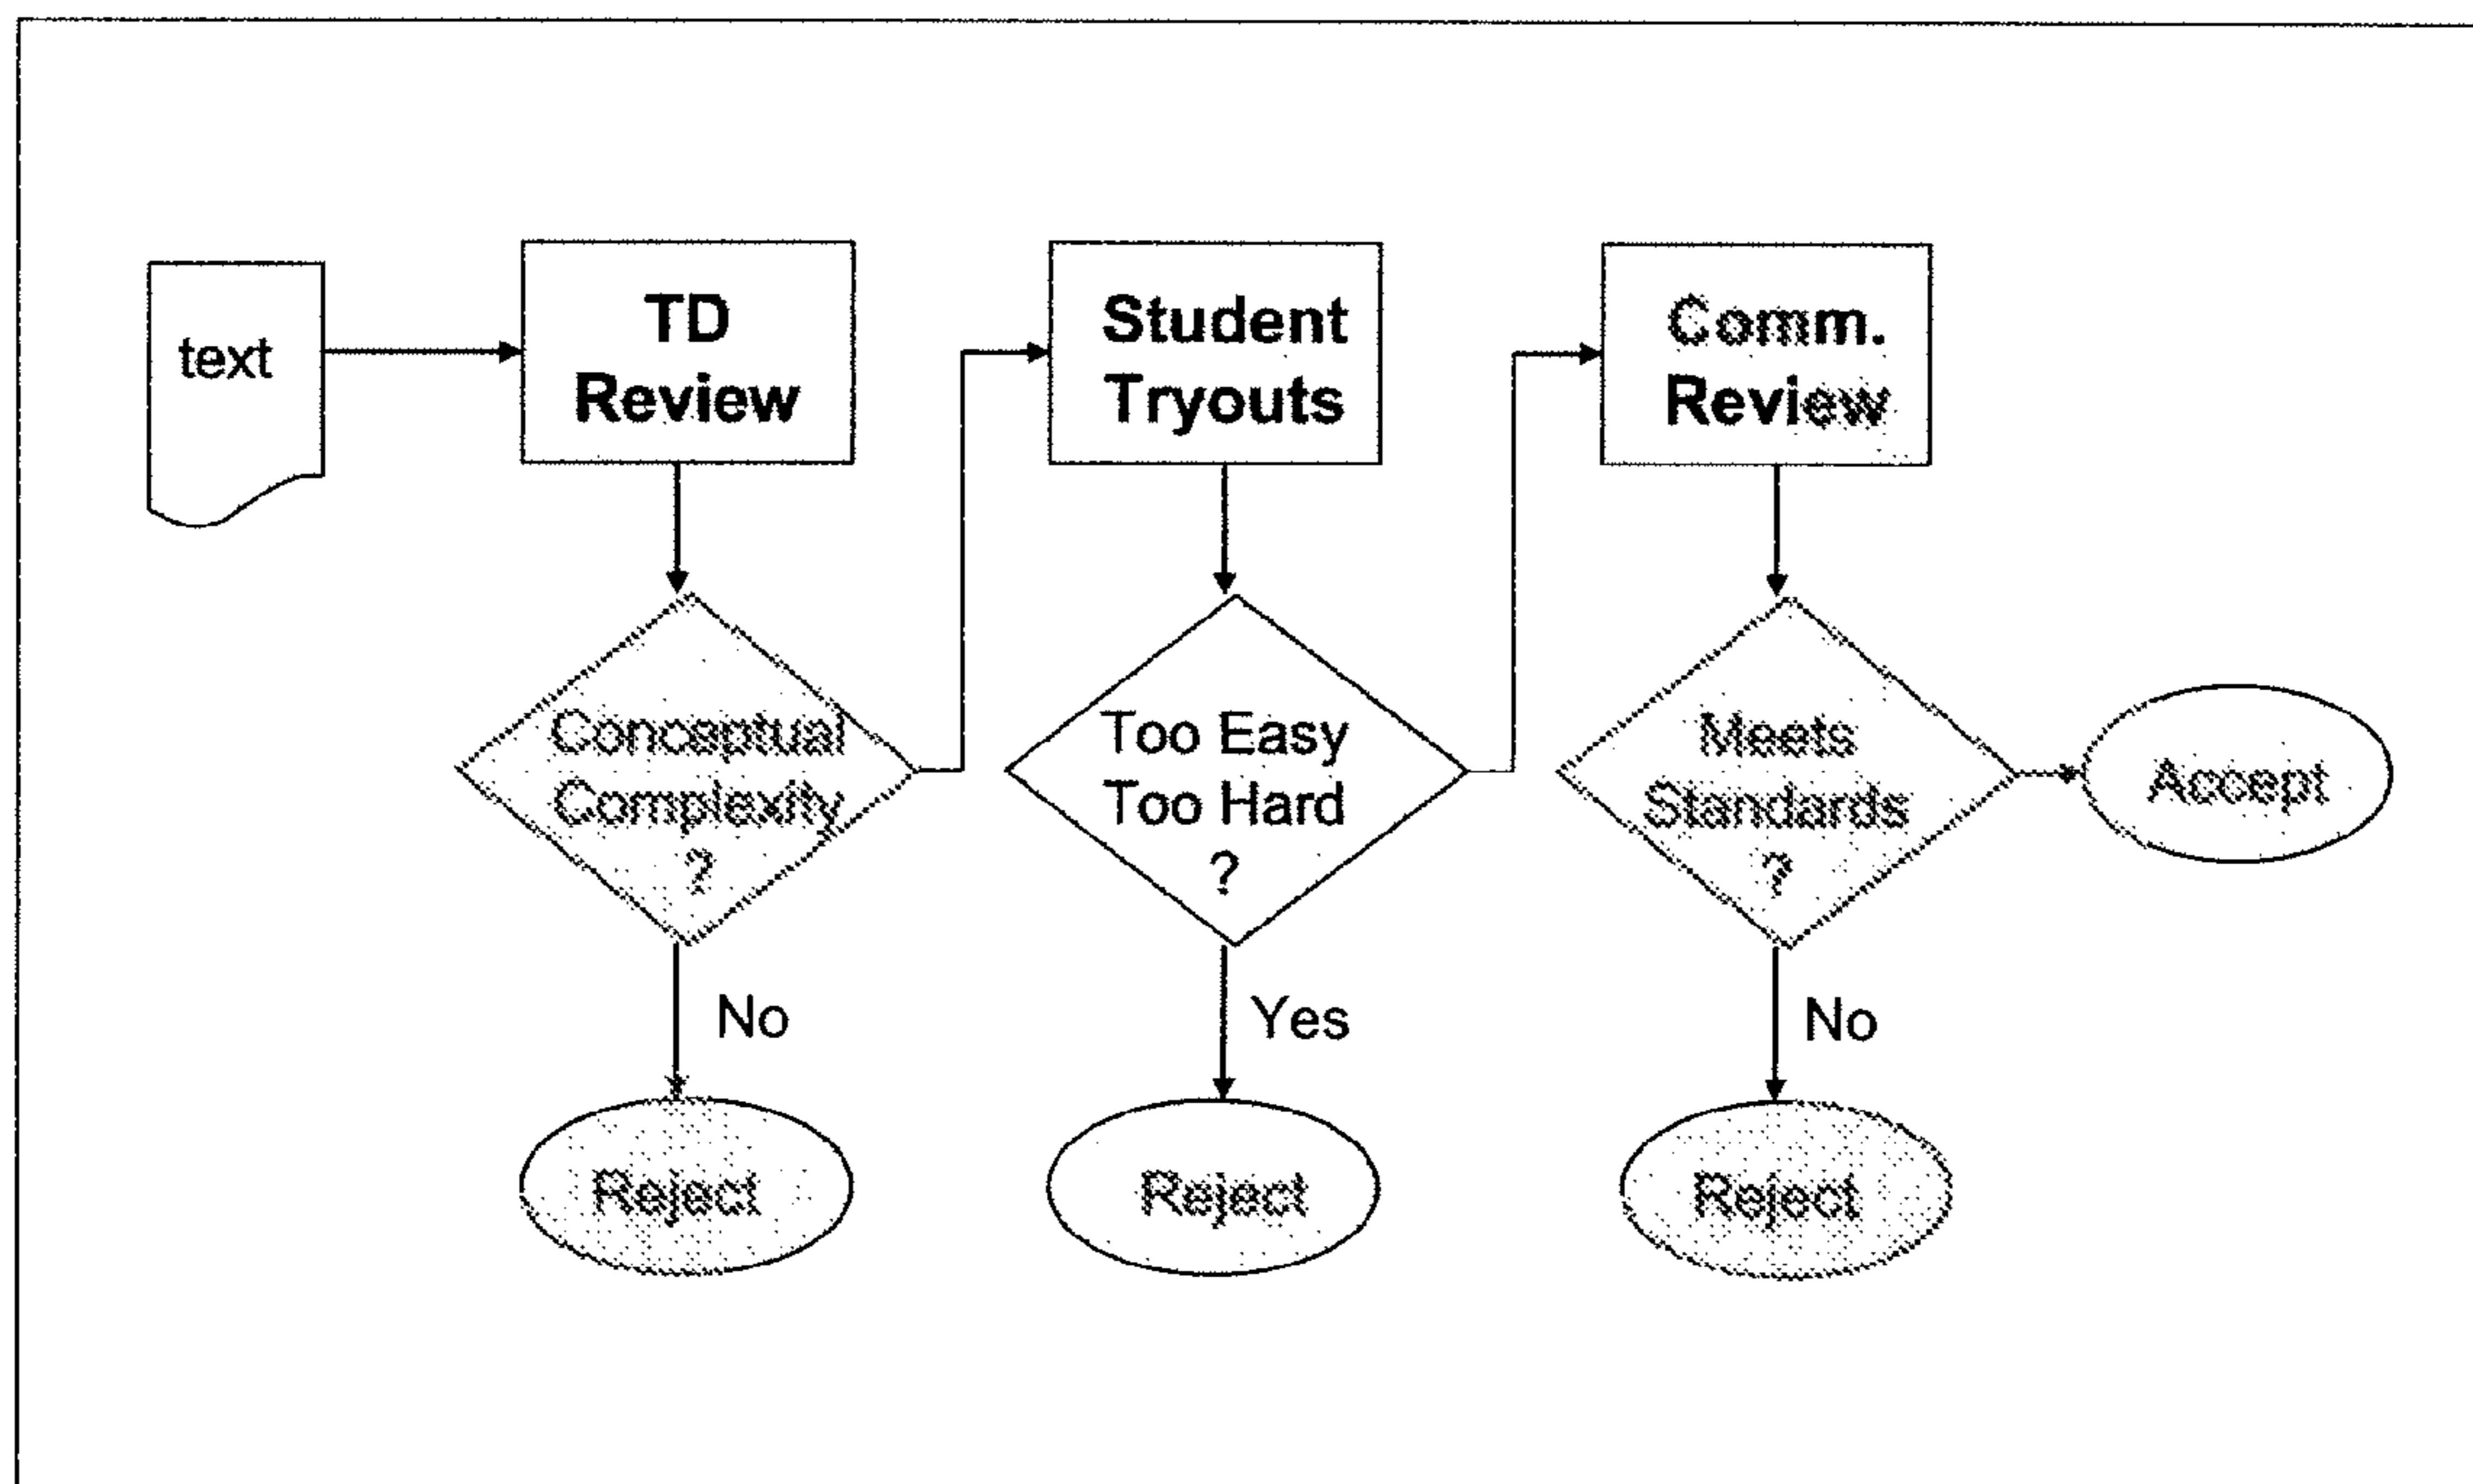 text
TD
Review
Student
Tryouts
Comm.
Review
Conceptual
Complexity
?
Too Easy
Too Hard
?
Meets
Standards
?
Accept
No
Yes
No
Reject
Reject
Reject